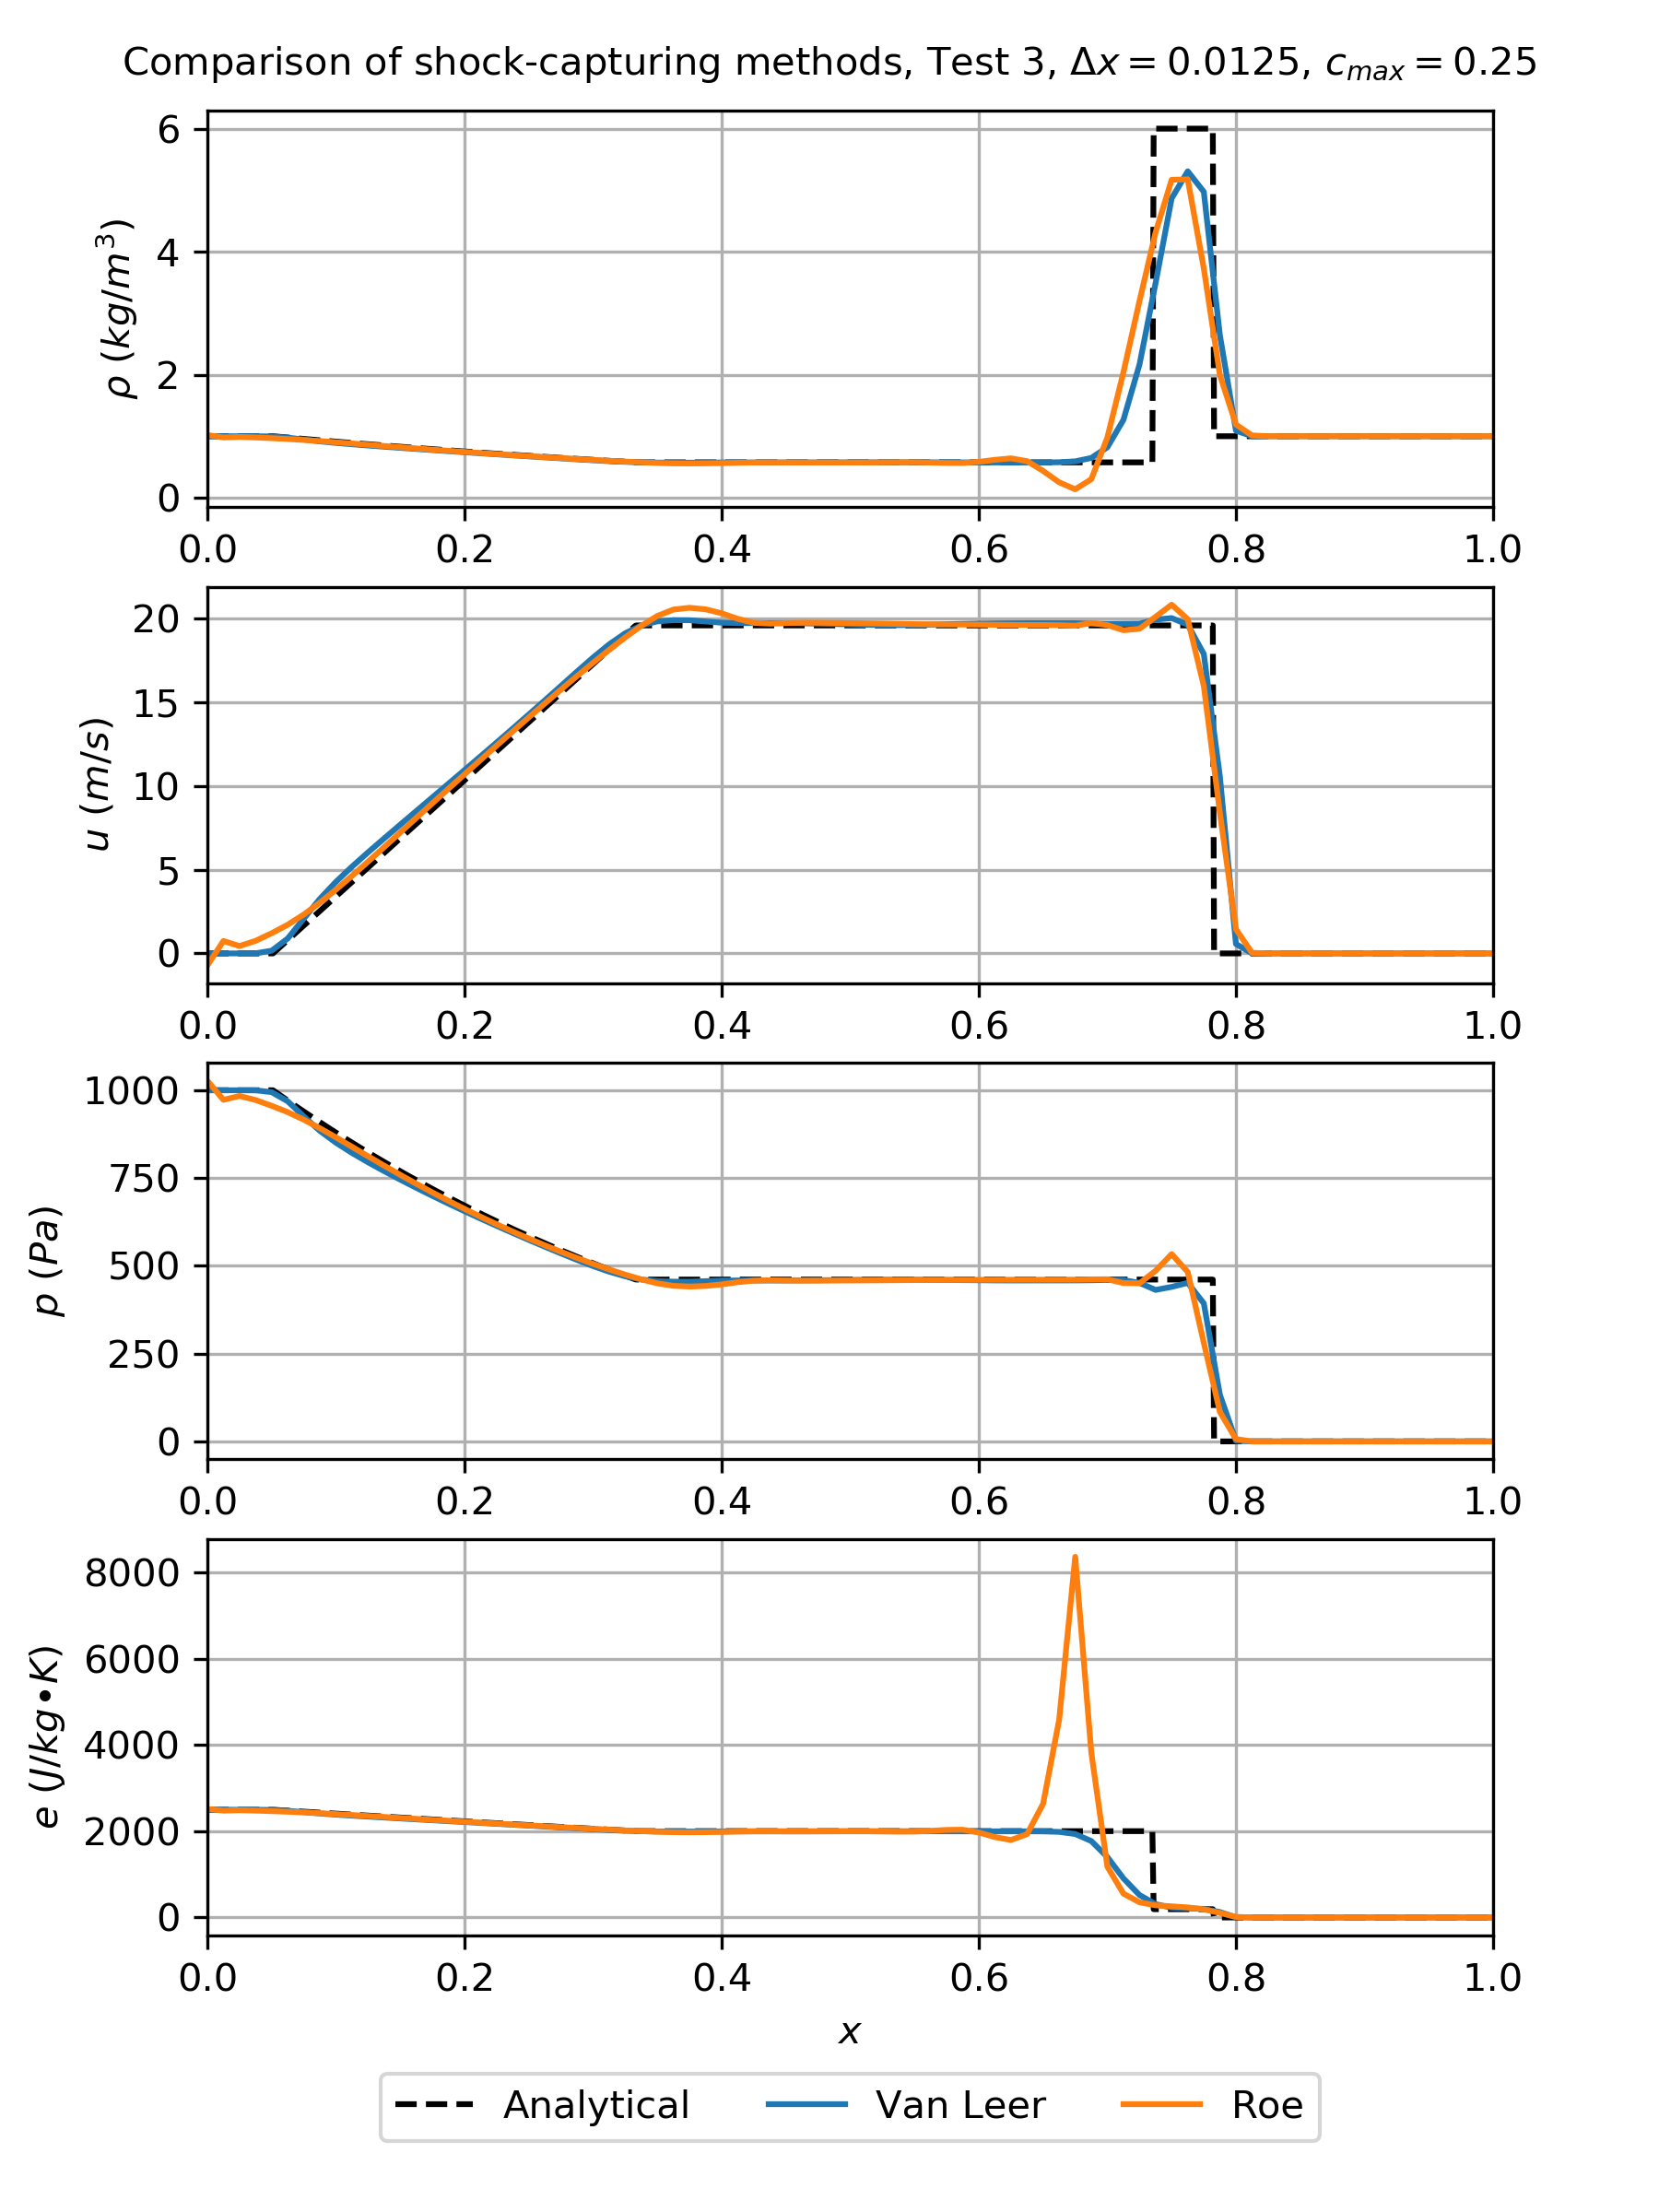 Comparison of shock-capturing methods, Test 3, Δx = 0.0125, c_max = 0.25
6
4
2
0
ρ (kg/m³)
0.0 0.2 0.4 0.6 0.8 1.0
20
15
10
5
0
u (m/s)
0.0 0.2 0.4 0.6 0.8 1.0
1000
750
500
250
0
p (Pa)
0.0 0.2 0.4 0.6 0.8 1.0
8000
6000
4000
2000
0
e (J/kg•K)
0.0 0.2 0.4 0.6 0.8 1.0
x
Analytical Van Leer Roe